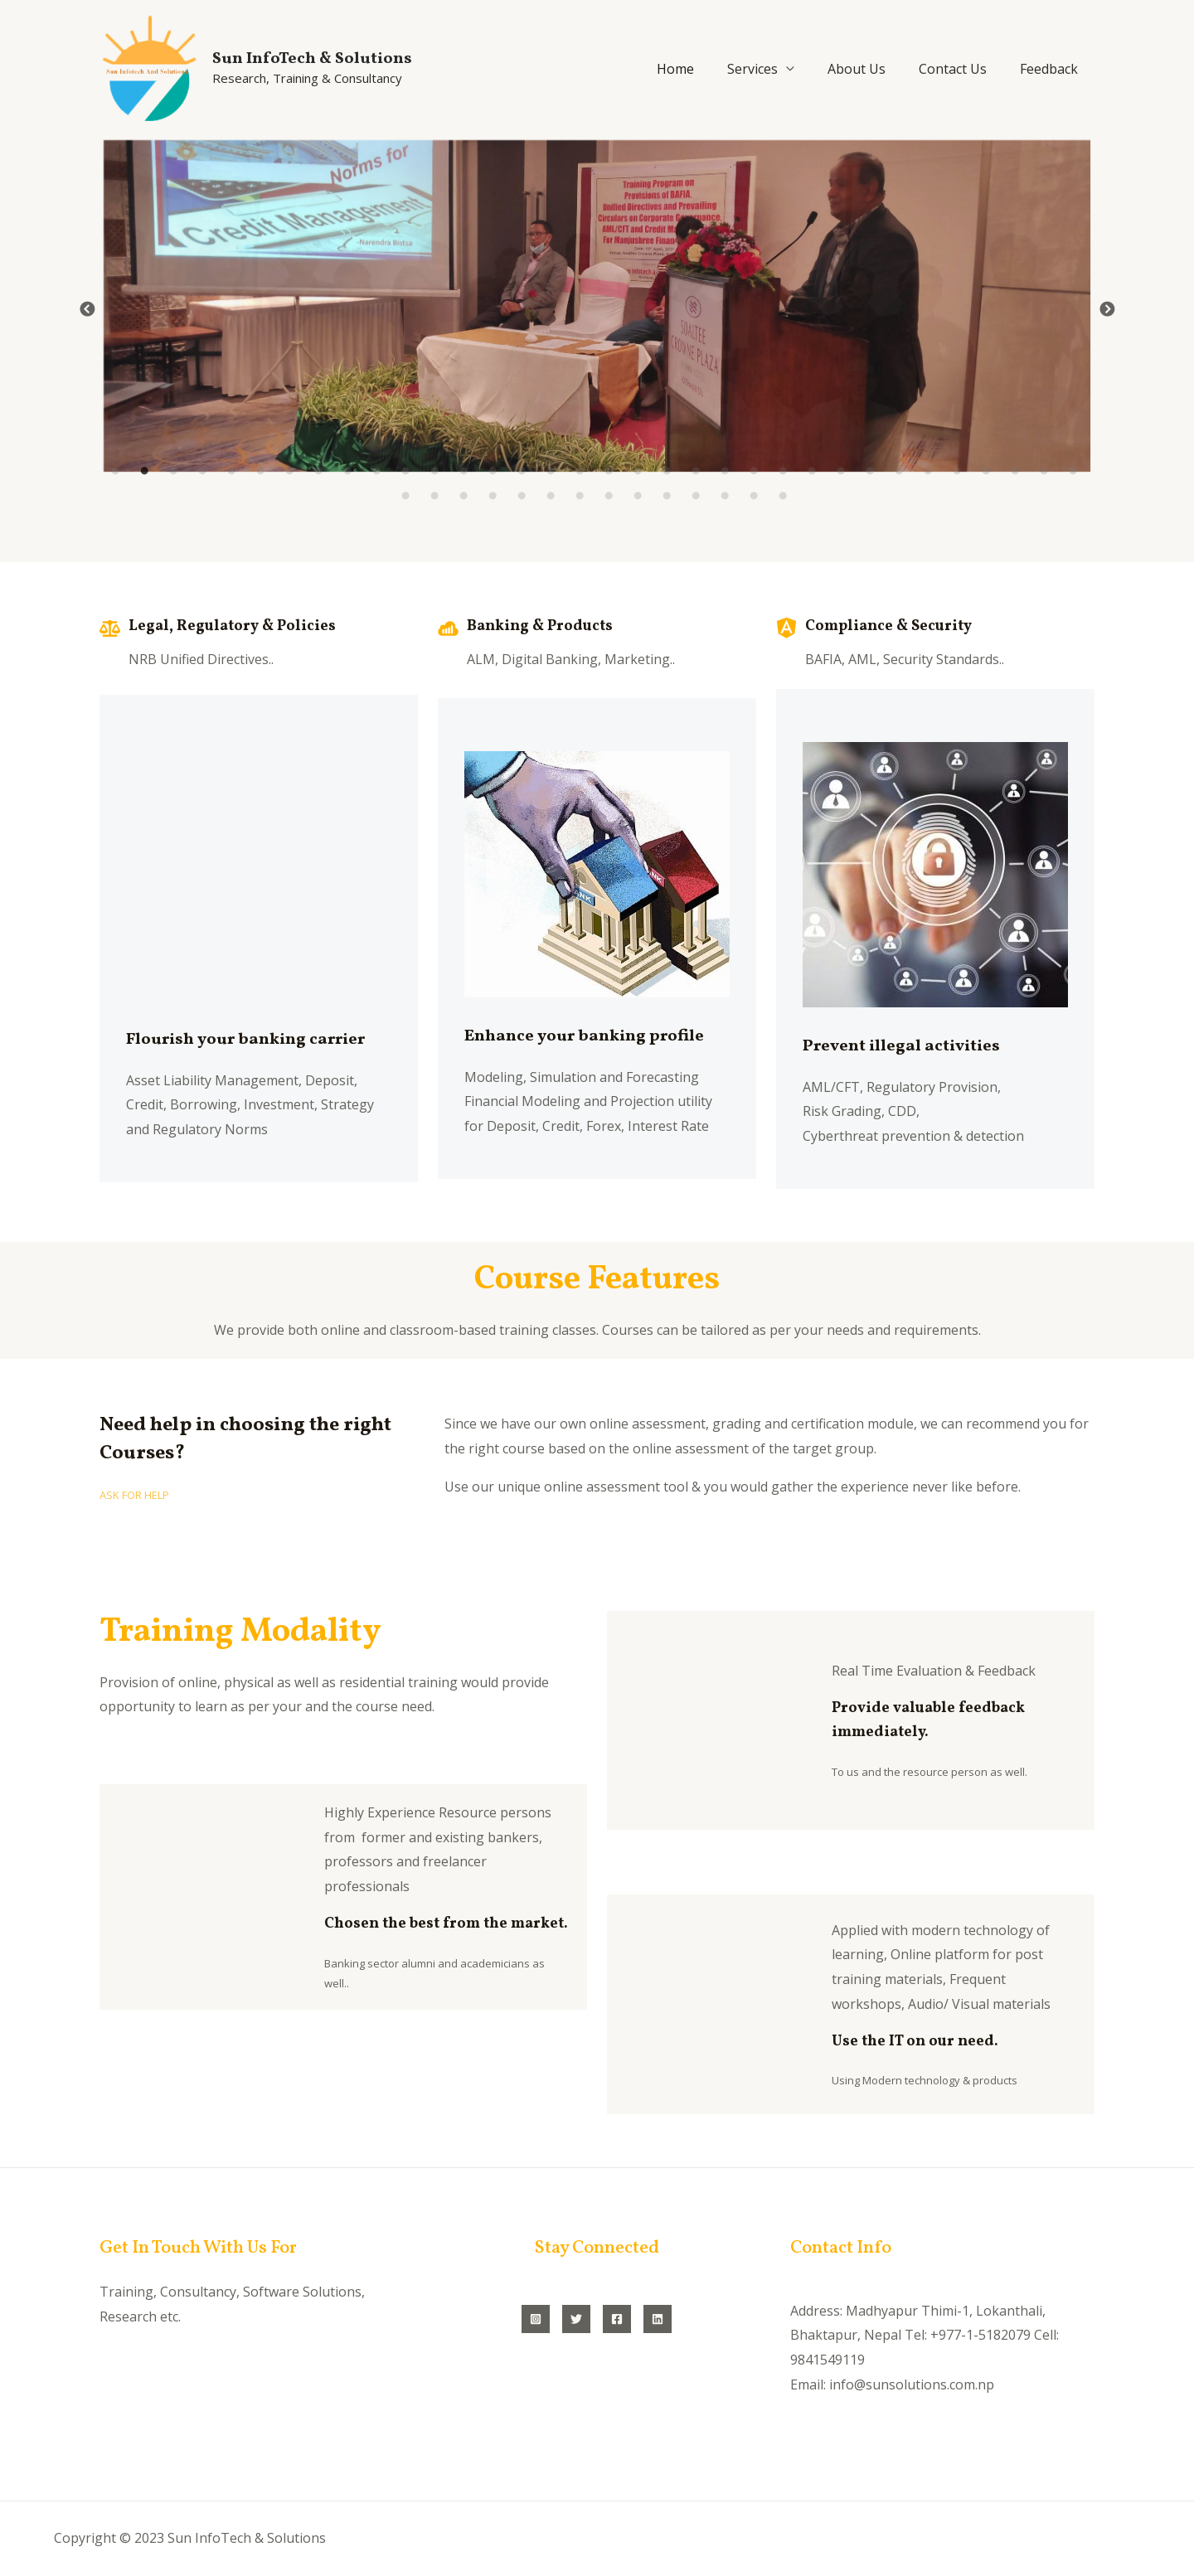 Sun Infotech And Solutions
Sun InfoTech & Solutions
Research, Training & Consultancy
Home
Services
About Us
Contact Us
Feedback
Norms for
Credit Management
-Narendra Bista
Training Program on
Provisions of BAFIA,
Unified Directives and Prevailing
Circulars on Corporate Governance,
AML/CFT and Credit
For Manjushree Finance
SOALTEE
CROWNE PLAZA
Legal, Regulatory & Policies
NRB Unified Directives..
Banking & Products
ALM, Digital Banking, Marketing..
Compliance & Security
BAFIA, AML, Security Standards..
Flourish your banking carrier
Asset Liability Management, Deposit,
Credit, Borrowing, Investment, Strategy
and Regulatory Norms
BANK
Enhance your banking profile
Modeling, Simulation and Forecasting
Financial Modeling and Projection utility
for Deposit, Credit, Forex, Interest Rate
Prevent illegal activities
AML/CFT, Regulatory Provision,
Risk Grading, CDD,
Cyberthreat prevention & detection
Course Features
We provide both online and classroom-based training classes. Courses can be tailored as per your needs and requirements.
Need help in choosing the right
Courses?
ASK FOR HELP
Since we have our own online assessment, grading and certification module, we can recommend you for
the right course based on the online assessment of the target group.
Use our unique online assessment tool & you would gather the experience never like before.
Training Modality
Provision of online, physical as well as residential training would provide
opportunity to learn as per your and the course need.
Highly Experience Resource persons
from former and existing bankers,
professors and freelancer
professionals
Chosen the best from the market.
Banking sector alumni and academicians as
well..
Real Time Evaluation & Feedback
Provide valuable feedback
immediately.
To us and the resource person as well.
Applied with modern technology of
learning, Online platform for post
training materials, Frequent
workshops, Audio/ Visual materials
Use the IT on our need.
Using Modern technology & products
Get In Touch With Us For
Training, Consultancy, Software Solutions,
Research etc.
Stay Connected
Contact Info
Address: Madhyapur Thimi-1, Lokanthali,
Bhaktapur, Nepal Tel: +977-1-5182079 Cell:
9841549119
Email: info@sunsolutions.com.np
Copyright © 2023 Sun InfoTech & Solutions